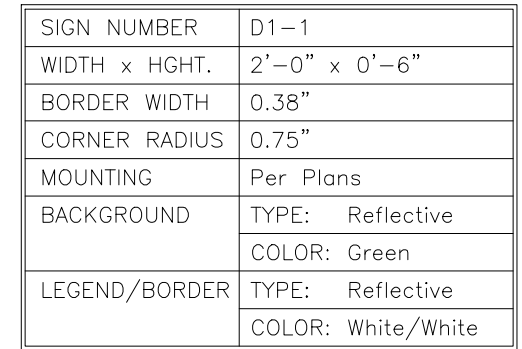 SIGN NUMBER D1-1
WIDTH x HGHT. 2'-0" x 0'-6"
BORDER WIDTH 0.38"
CORNER RADIUS 0.75"
MOUNTING Per Plans
BACKGROUND TYPE: Reflective
COLOR: Green
LEGEND/BORDER TYPE: Reflective
COLOR: White/White